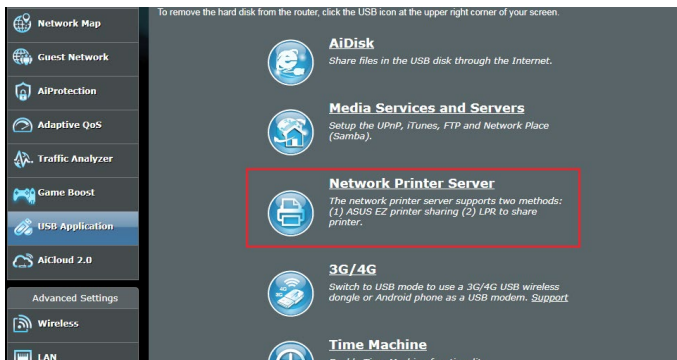 To remove the hard disk from the router, click the USB icon at the upper right corner of your screen.
Network Map
Guest Network
AiProtection
Adaptive QoS
Traffic Analyzer
Game Boost
USB Application
AiCloud 2.0
Advanced Settings
Wireless
LAN
AiDisk
Share files in the USB disk through the Internet.
Media Services and Servers
Setup the UPnP, iTunes, FTP and Network Place
(Samba).
Network Printer Server
The network printer server supports two methods:
(1) ASUS EZ printer sharing (2) LPR to share
printer.
3G/4G
Switch to USB mode to use a 3G/4G USB wireless
dongle or Android phone as a USB modem. Support
Time Machine